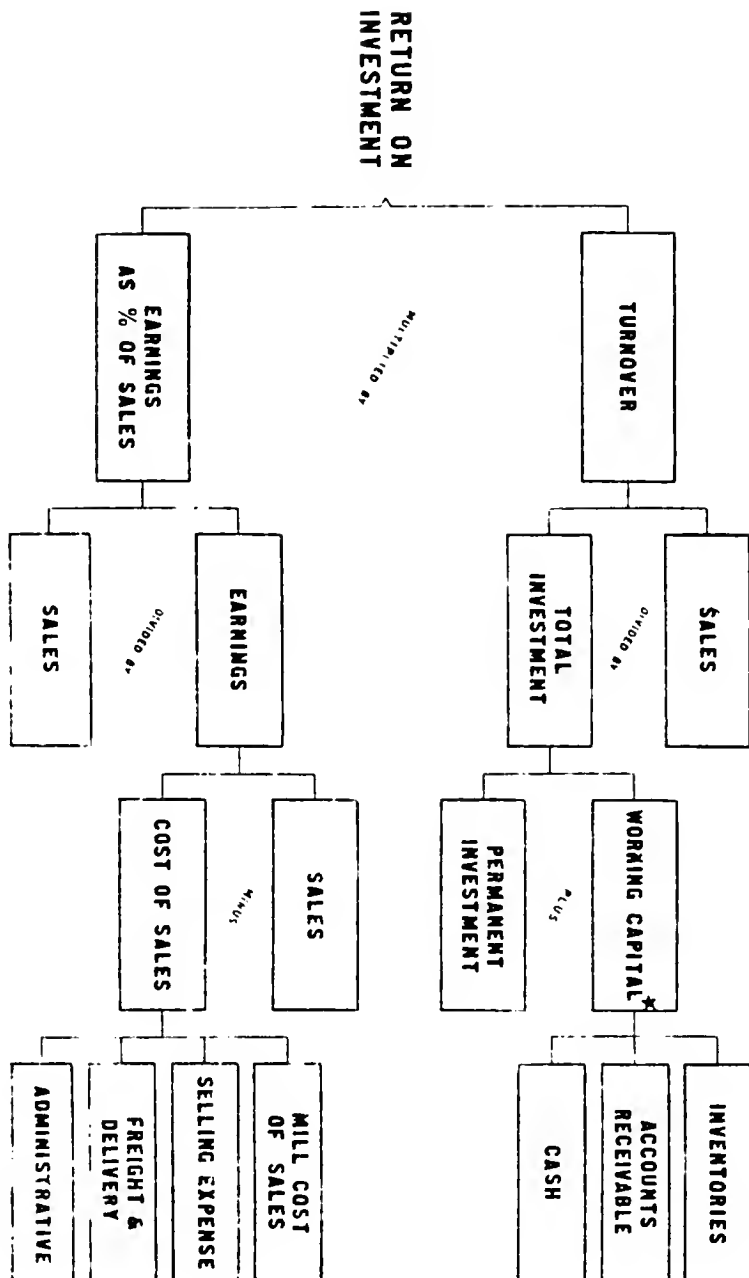 RETURN ON
INVESTMENT
TURNOVER
MULTIPLIED BY
EARNINGS
AS % OF SALES
SALES
DIVIDED BY
TOTAL
INVESTMENT
EARNINGS
DIVIDED BY
SALES
WORKING CAPITAL★
PLUS
PERMANENT
INVESTMENT
SALES
MINUS
COST OF SALES
INVENTORIES
ACCOUNTS
RECEIVABLE
CASH
MILL COST
OF SALES
SELLING EXPENSE
FREIGHT &
DELIVERY
ADMINISTRATIVE